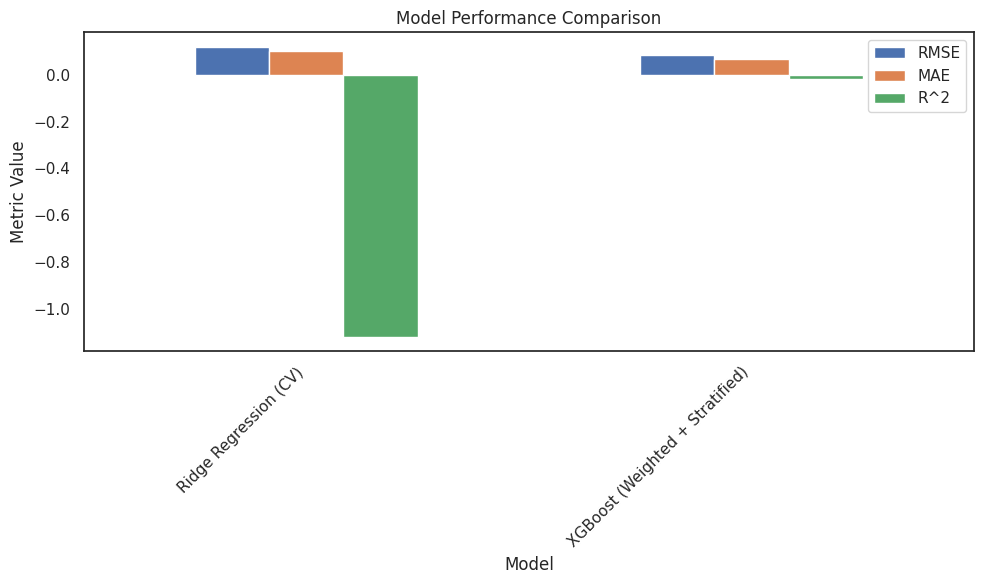 Model Performance Comparison
RMSE
MAE
R^2
0.0
−0.2
−0.4
−0.6
−0.8
−1.0
Metric Value
Ridge Regression (CV)
XGBoost (Weighted + Stratified)
Model